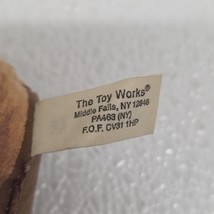 The Toy Works®
Middle Falls, NY 12848
PA463 (NY)
F.O.F. CV31 1HP